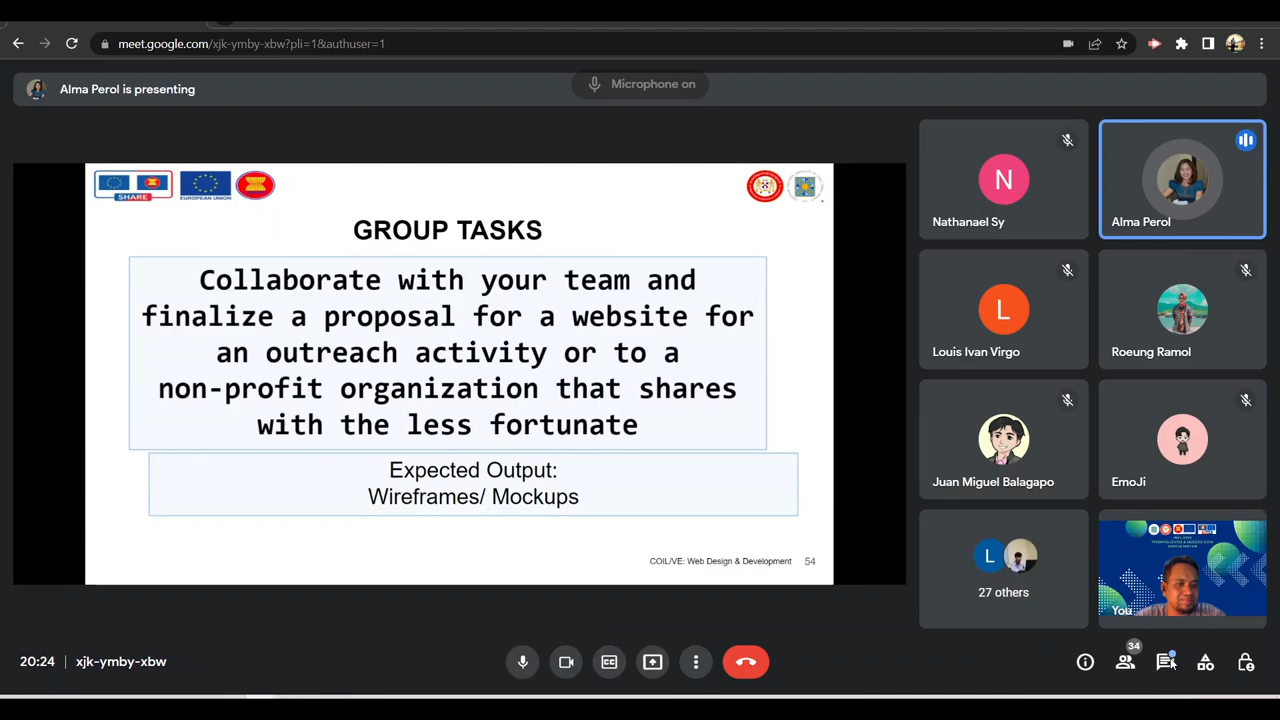 meet.google.com/xjk-ymby-xbw?pli=1&authuser=1
Alma Perol is presenting
Microphone on
SHARE
EUROPEAN UNION
GROUP TASKS
Collaborate with your team and
finalize a proposal for a website for
an outreach activity or to a
non-profit organization that shares
with the less fortunate
Expected Output:
Wireframes/ Mockups
COIL/VE: Web Design & Development 54
N
Nathanael Sy
Alma Perol
L
Louis Ivan Virgo
Roeung Ramol
Juan Miguel Balagapo
EmoJi
L
27 others
You
20:24 | xjk-ymby-xbw
34